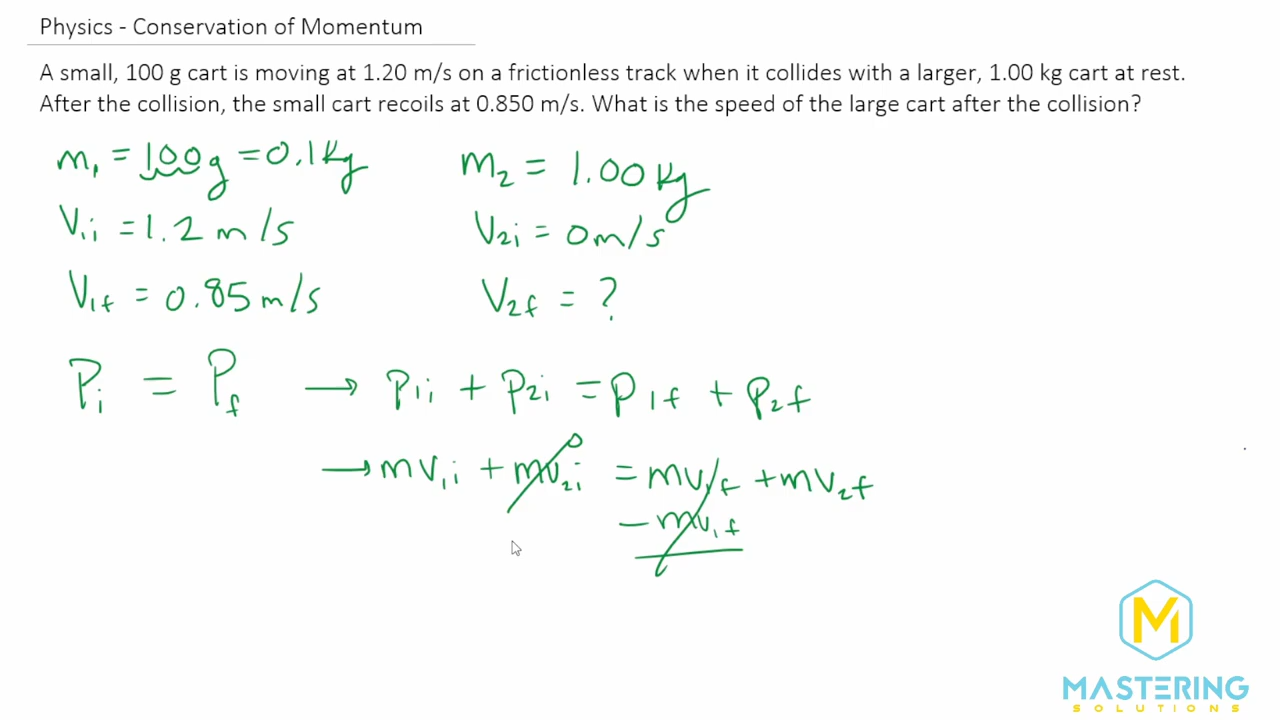 Physics - Conservation of Momentum
A small, 100 g cart is moving at 1.20 m/s on a frictionless track when it collides with a larger, 1.00 kg cart at rest.
After the collision, the small cart recoils at 0.850 m/s. What is the speed of the large cart after the collision?
m₁ = 100g = 0.1Kg
m₂ = 1.00 Kg
V₁ᵢ = 1.2 m/s
V₂ᵢ = 0m/s
V₁f = 0.85 m/s
V₂f = ?
Pᵢ = Pf → P₁ᵢ + P₂ᵢ = P₁f + P₂f
→ mV₁ᵢ + mv₂ᵢ 0 = mV₁f + mV₂f
− mv₁f
M
MASTERING
SOLUTIONS